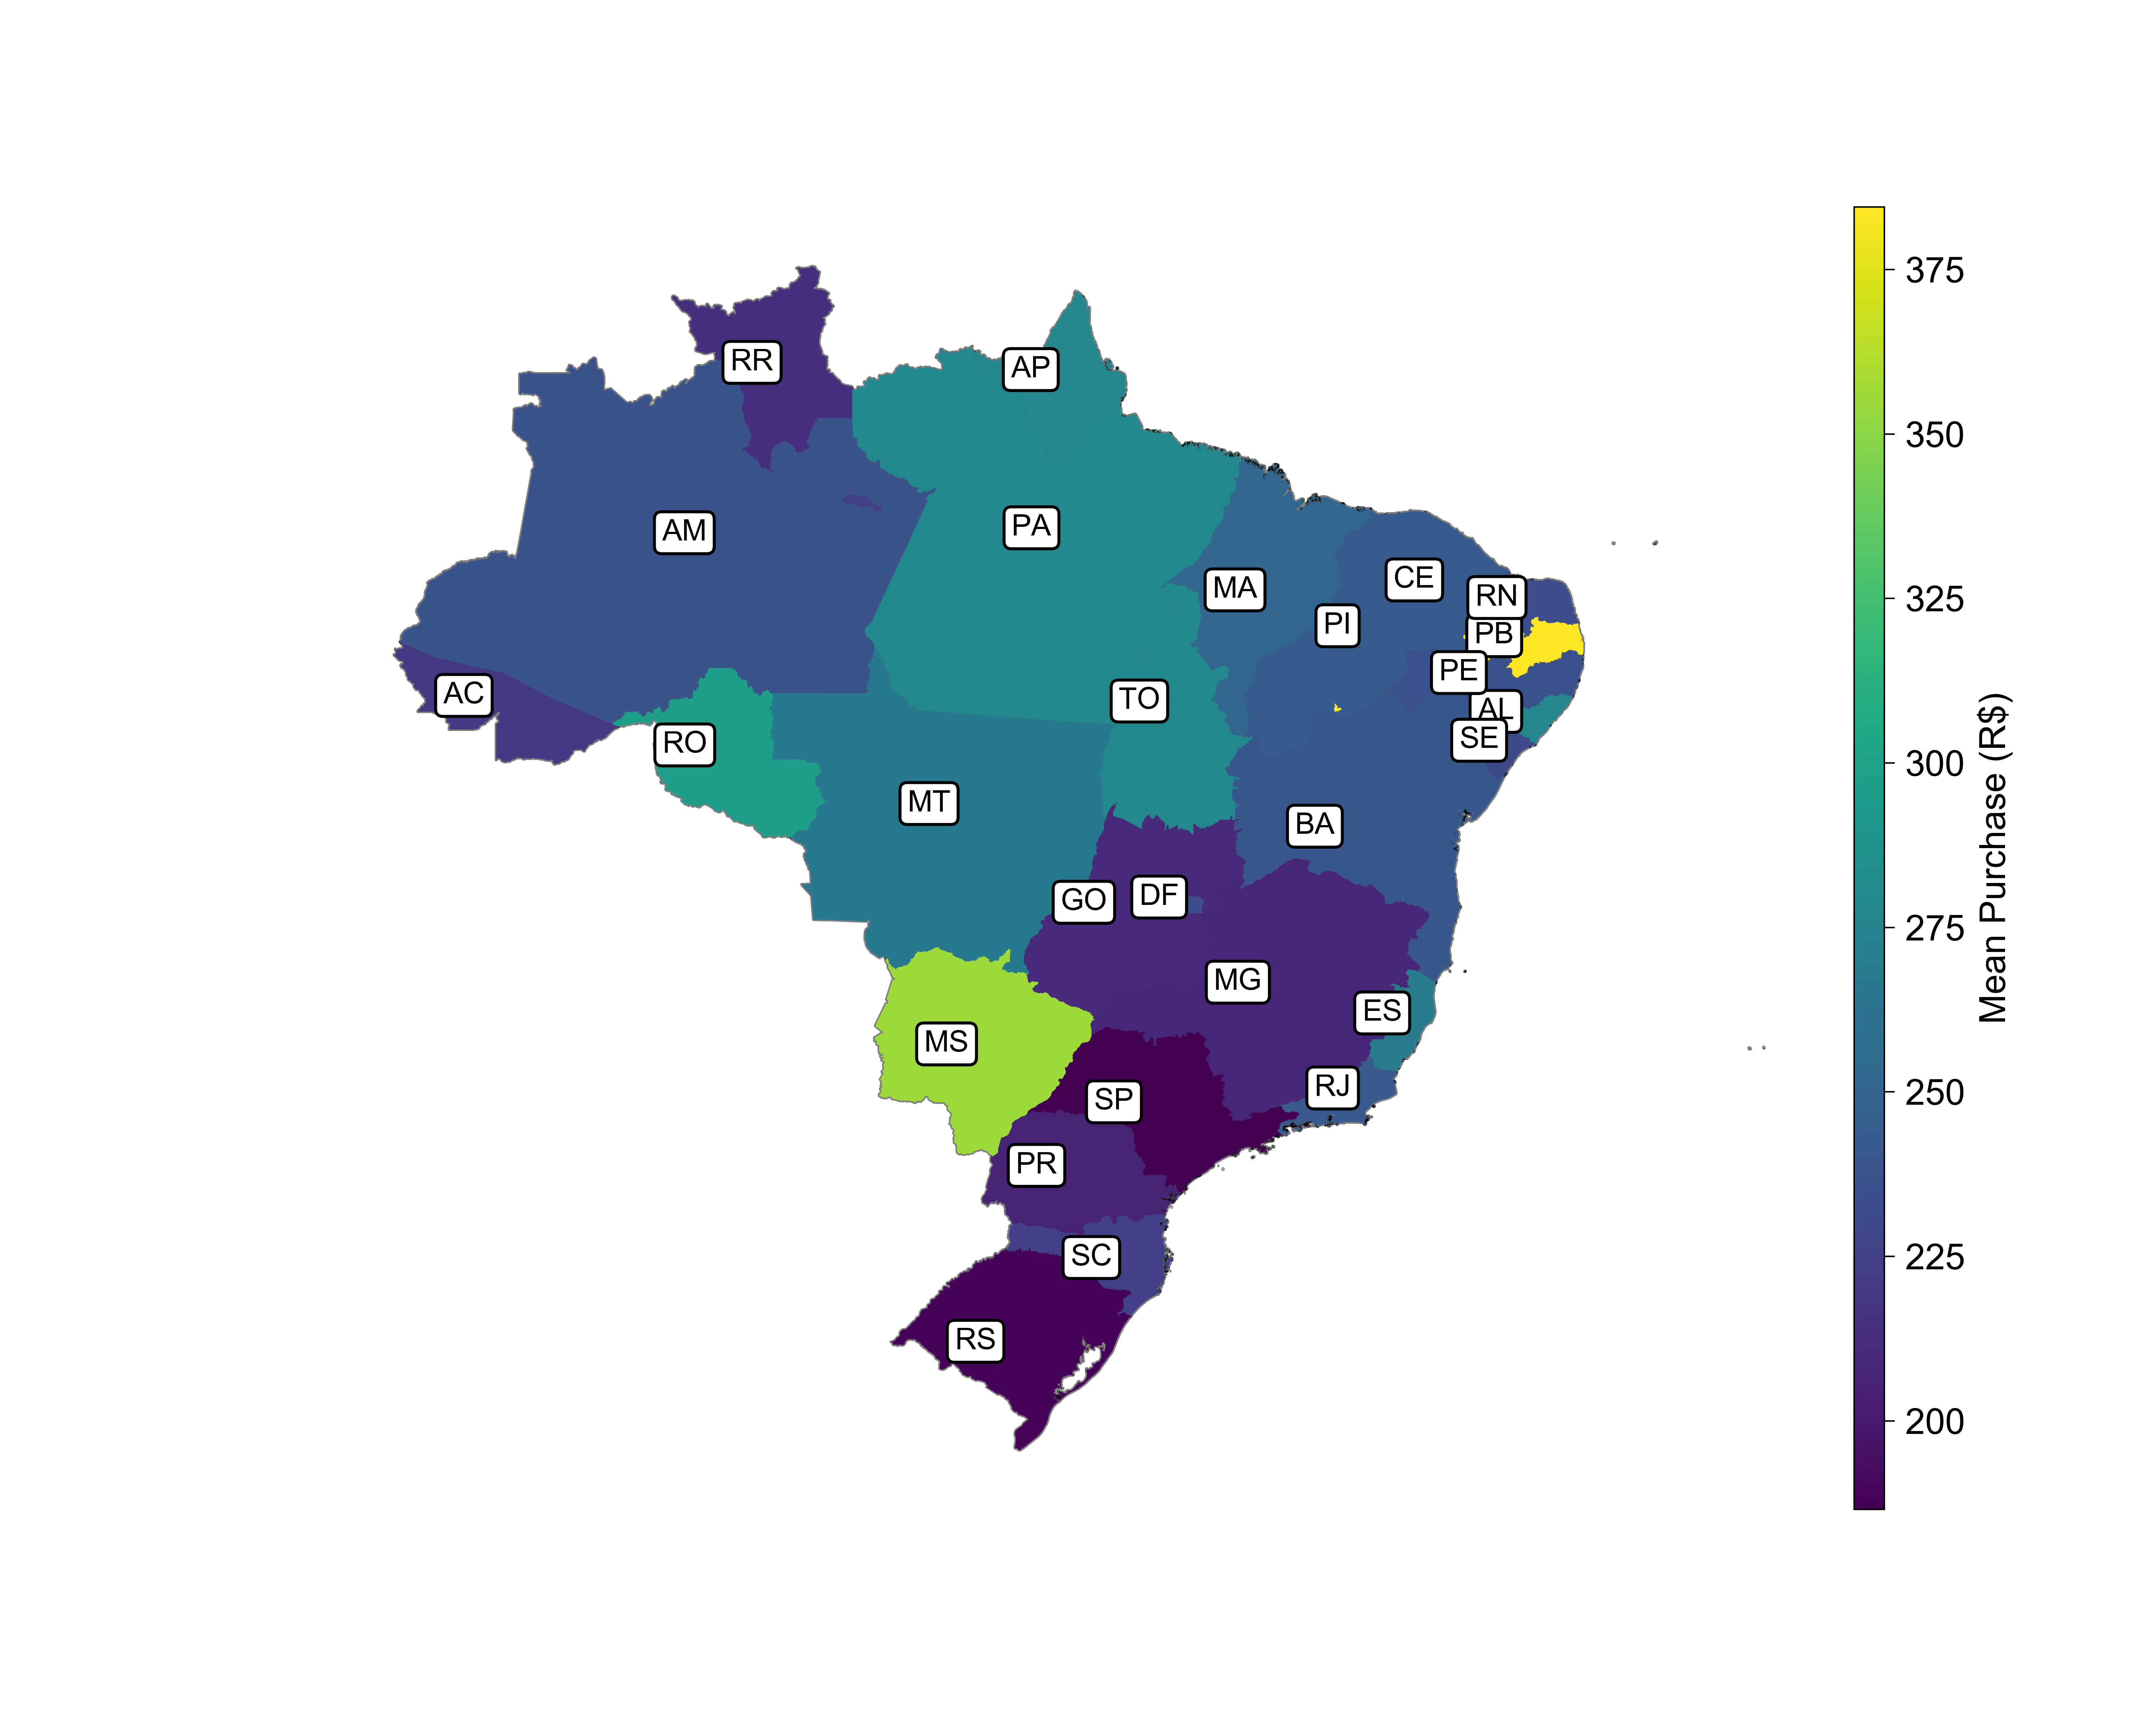 RR
AP
AM
PA
MA
CE
RN
PI
PB
PE
AC
TO
AL
RO
SE
MT
BA
GO
DF
MG
ES
MS
RJ
SP
PR
SC
RS
375
350
325
300
275
250
225
200
Mean Purchase (R$)